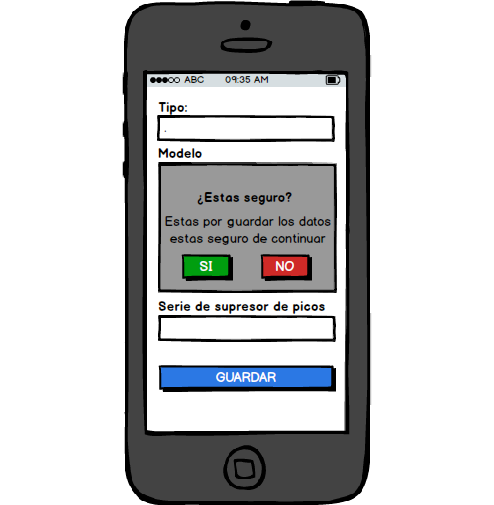 ABC 09:35 AM
Tipo:
.
Modelo
¿Estas seguro?
Estas por guardar los datos
estas seguro de continuar
SI NO
Serie de supresor de picos
GUARDAR